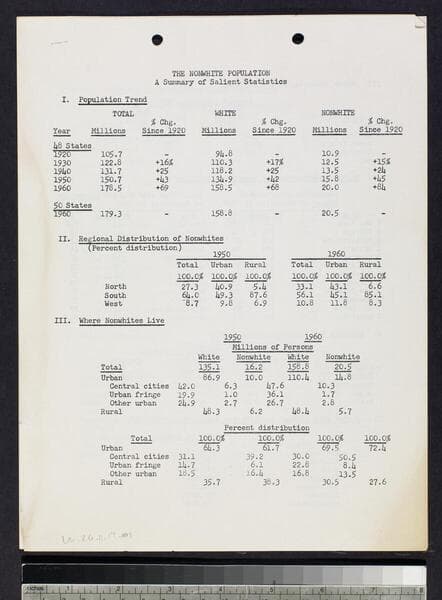 THE NONWHITE POPULATION
A Summary of Salient Statistics
I. Population Trend
TOTAL WHITE NONWHITE
% Chg. % Chg. % Chg.
Year Millions Since 1920 Millions Since 1920 Millions Since 1920
48 States
1920 105.7 - 94.8 - 10.9 -
1930 122.8 +16% 110.3 +17% 12.5 +15%
1940 131.7 +25 118.2 +25 13.5 +24
1950 150.7 +43 134.9 +42 15.8 +45
1960 178.5 +69 158.5 +68 20.0 +84
50 States
1960 179.3 - 158.8 - 20.5 -
II. Regional Distribution of Nonwhites
(Percent distribution)
1950 1960
Total Urban Rural Total Urban Rural
100.0% 100.0% 100.0% 100.0% 100.0% 100.0%
North 27.3 40.9 5.4 33.1 43.1 6.6
South 64.0 49.3 87.6 56.1 45.1 85.1
West 8.7 9.8 6.9 10.8 11.8 8.3
III. Where Nonwhites Live
1950 1960
Millions of Persons
White Nonwhite White Nonwhite
Total 135.1 16.2 158.8 20.5
Urban 86.9 10.0 110.4 14.8
Central cities 42.0 6.3 47.6 10.3
Urban fringe 19.9 1.0 36.1 1.7
Other urban 24.9 2.7 26.7 2.8
Rural 48.3 6.2 48.4 5.7
Percent distribution
Total 100.0% 100.0% 100.0% 100.0%
Urban 64.3 61.7 69.5 72.4
Central cities 31.1 39.2 30.0 50.5
Urban fringe 14.7 6.1 22.8 8.4
Other urban 18.5 16.4 16.8 13.5
Rural 35.7 38.3 30.5 27.6